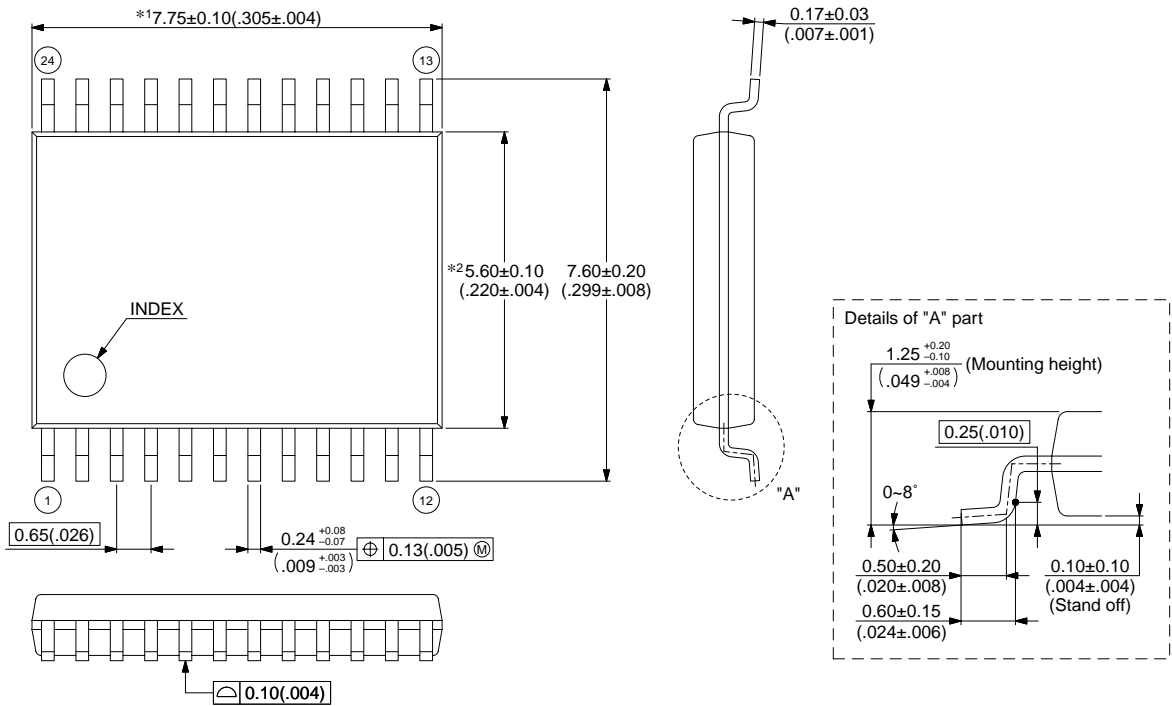 *1 7.75±0.10(.305±.004)
0.17±0.03
(.007±.001)
24
13
*2 5.60±0.10
(.220±.004)
7.60±0.20
(.299±.008)
INDEX
1
12
"A"
0.65(.026)
0.24 +0.08 –0.07
(.009 +.003 –.003)
⌖ 0.13(.005) Ⓜ
⌓ 0.10(.004)
Details of "A" part
1.25 +0.20 –0.10
(.049 +.008 –.004)
(Mounting height)
0.25(.010)
0~8°
0.50±0.20
(.020±.008)
0.60±0.15
(.024±.006)
0.10±0.10
(.004±.004)
(Stand off)